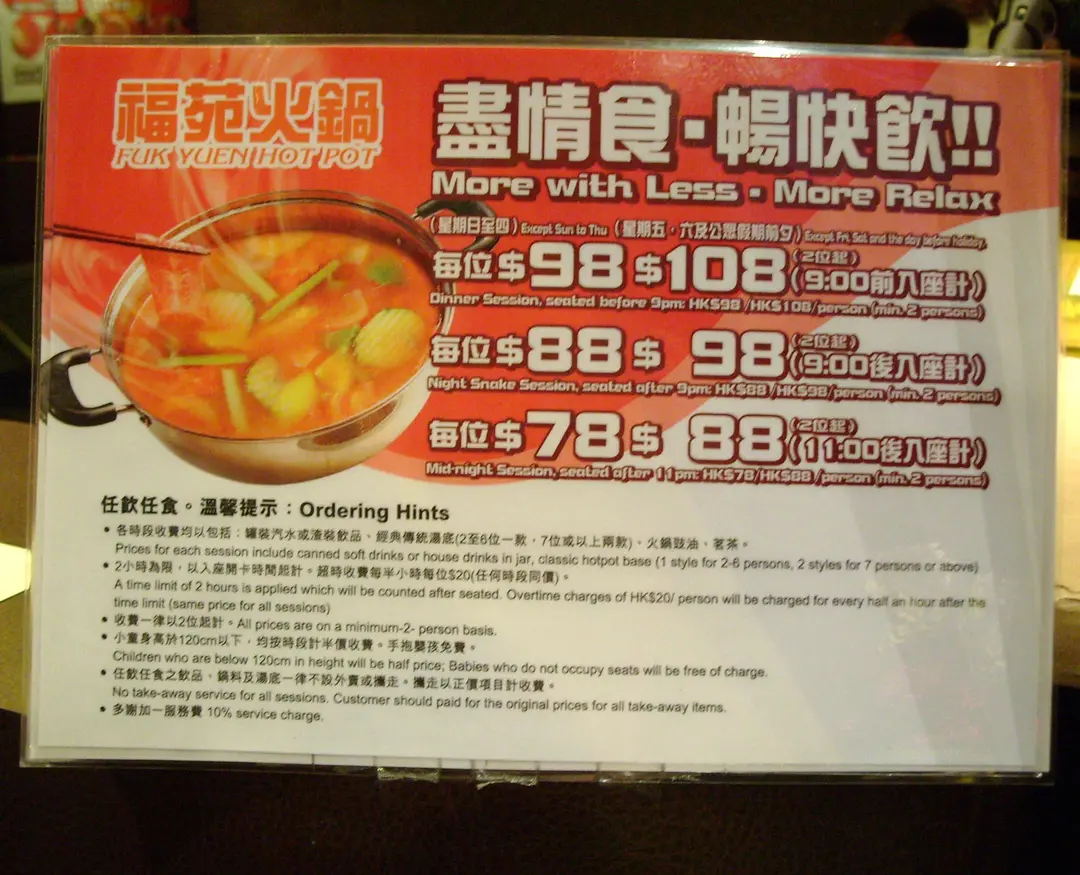 福苑火鍋
FUK YUEN HOT POT
盡情食·暢快飲!!
More with Less · More Relax
(星期日至四) Except Sun to Thu (星期五、六及公眾假期前夕) Except Fri, Sat and the day before holiday.
每位$98 $108 (2位起) (9:00前入座計)
Dinner Session, seated before 9pm: HK$98 /HK$108/person (min. 2 persons)
每位$88 $ 98 (2位起) (9:00後入座計)
Night Snake Session, seated after 9pm: HK$88 /HK$98/person (min. 2 persons)
每位$78 $ 88 (2位起) (11:00後入座計)
Mid-night Session, seated after 11pm: HK$78/HK$88 /person (min. 2 persons)
任飲任食。溫馨提示：Ordering Hints
• 各時段收費均以包括：罐裝汽水或渣裝飲品、經典傳統湯底(2至6位一款，7位或以上兩款)、火鍋豉油、茗茶。
Prices for each session include canned soft drinks or house drinks in jar, classic hotpot base (1 style for 2-6 persons, 2 styles for 7 persons or above)
• 2小時為限，以入座開卡時間起計。超時收費每半小時每位$20(任何時段同價)。
A time limit of 2 hours is applied which will be counted after seated. Overtime charges of HK$20/ person will be charged for every half an hour after the
time limit (same price for all sessions)
• 收費一律以2位起計。All prices are on a minimum-2- person basis.
• 小童身高於120cm以下，均按時段計半價收費。手抱嬰孩免費。
Children who are below 120cm in height will be half price; Babies who do not occupy seats will be free of charge.
• 任飲任食之飲品、鍋料及湯底一律不設外賣或攜走。攜走以正價項目計收費。
No take-away service for all sessions. Customer should paid for the original prices for all take-away items.
• 多謝加一服務費 10% service charge.